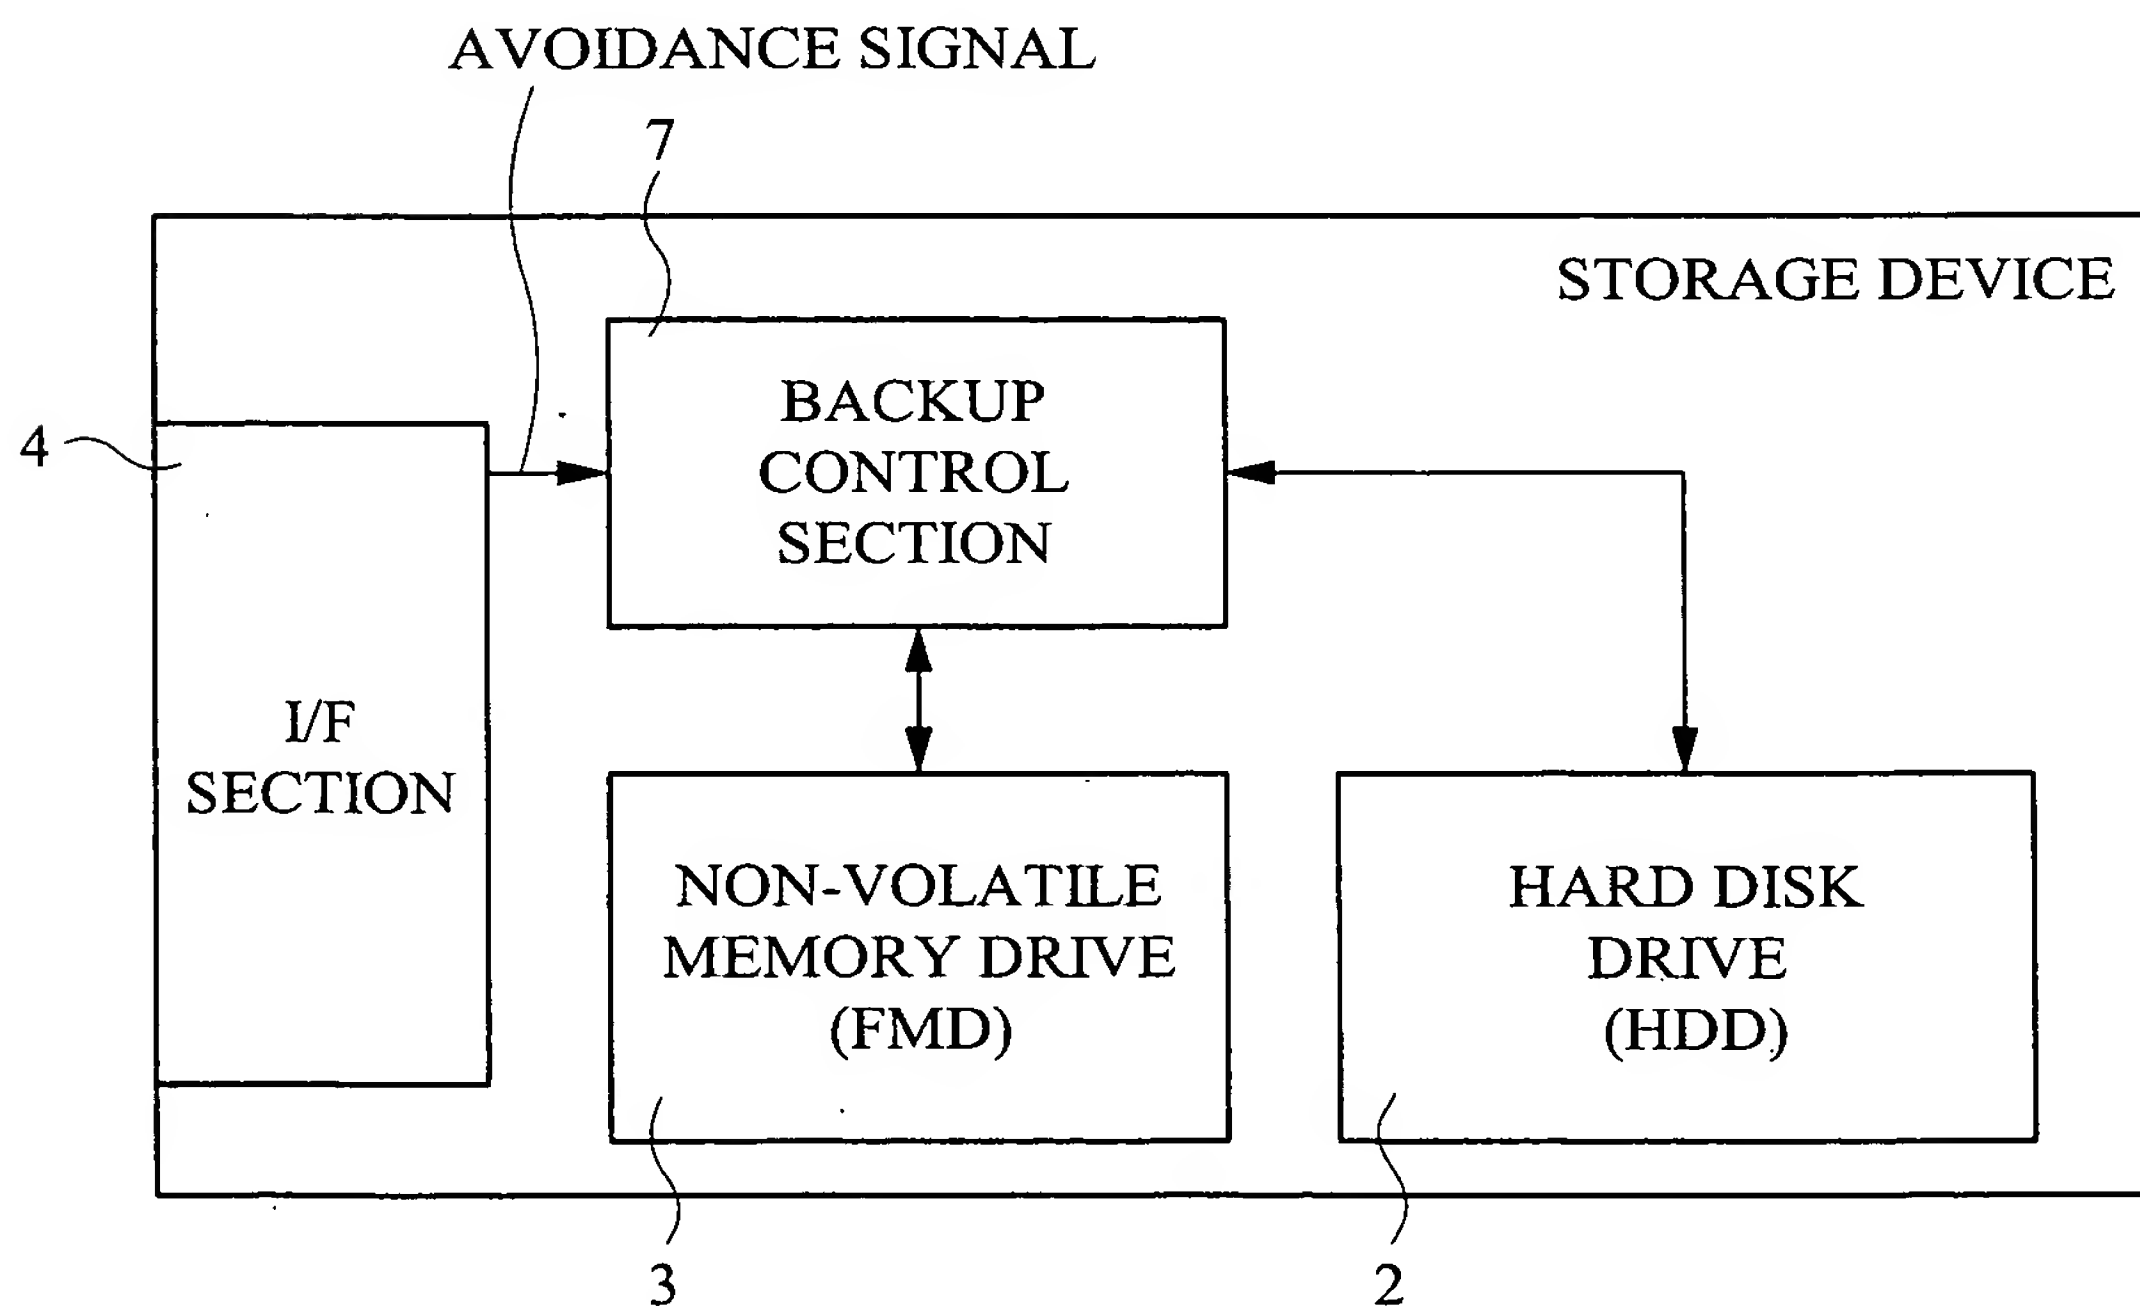 AVOIDANCE SIGNAL
7
STORAGE DEVICE
BACKUP
CONTROL
SECTION
4
I/F
SECTION
NON-VOLATILE
MEMORY DRIVE
(FMD)
HARD DISK
DRIVE
(HDD)
3
2